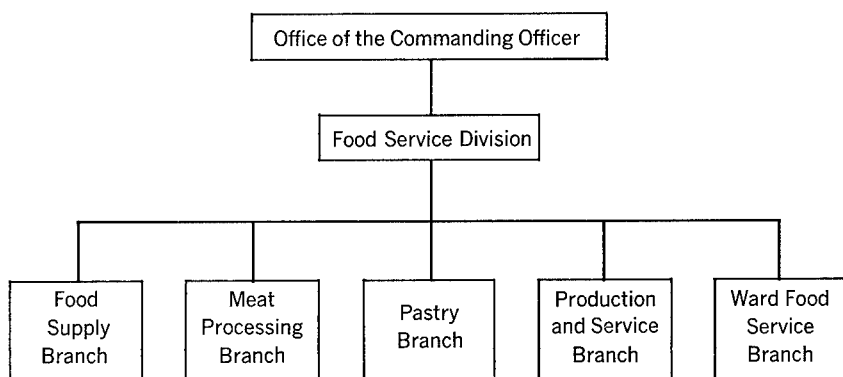 Office of the Commanding Officer
Food Service Division
Food
Supply
Branch
Meat
Processing
Branch
Pastry
Branch
Production
and Service
Branch
Ward Food
Service
Branch